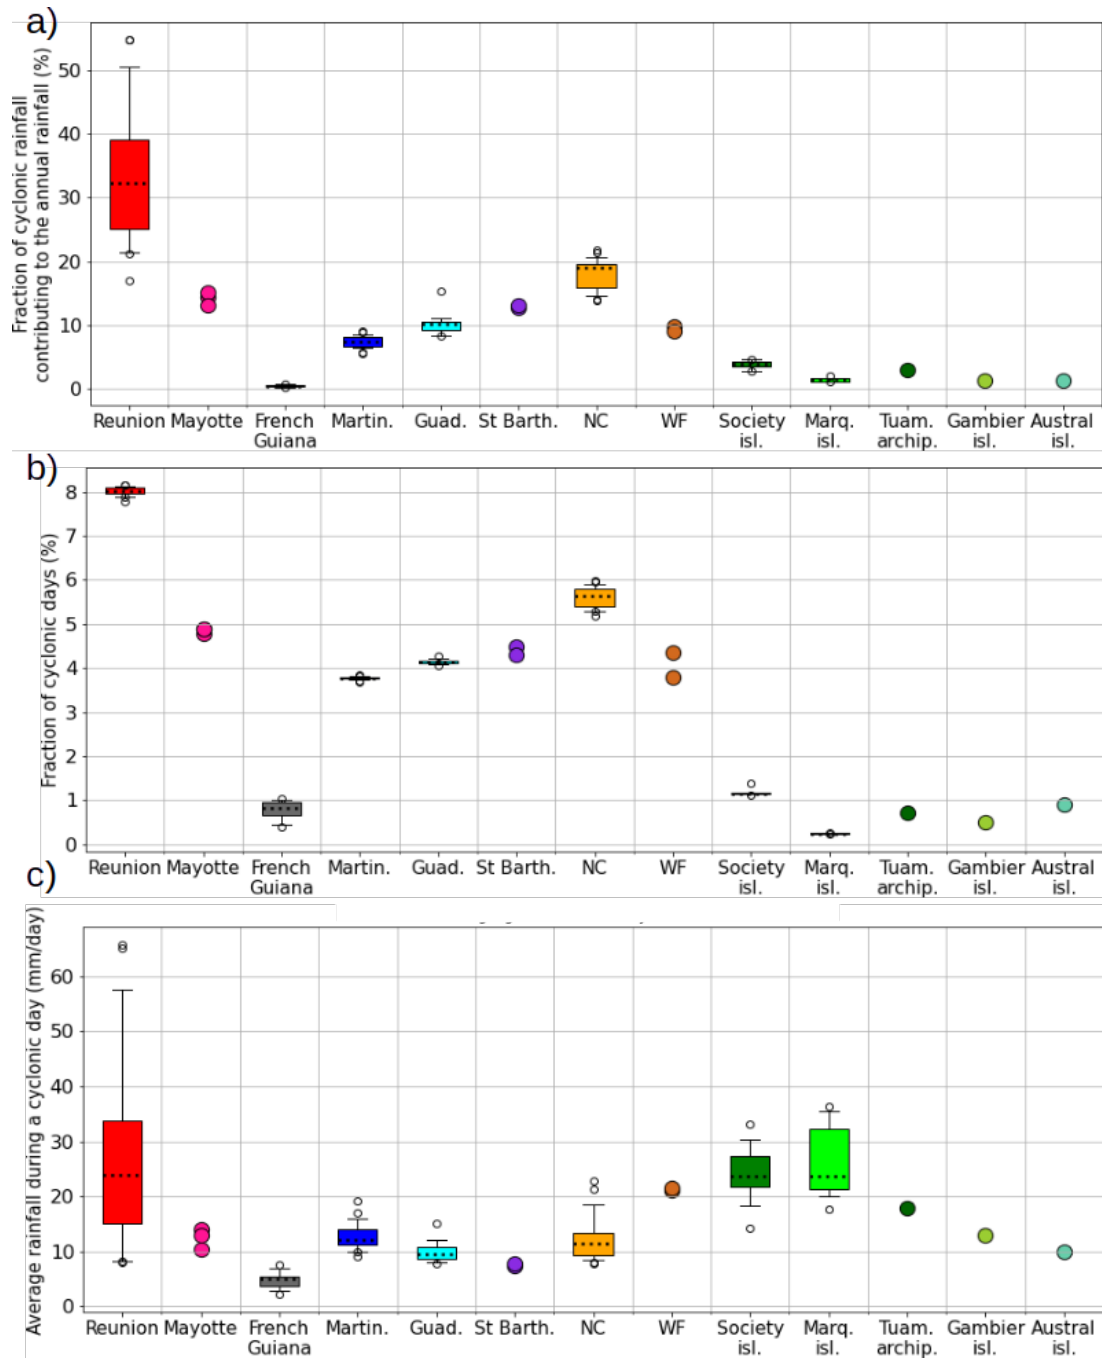 a)
Fraction of cyclonic rainfall
contributing to the annual rainfall (%)
50
40
30
20
10
0
Reunion Mayotte French Guiana Martin. Guad. St Barth. NC WF Society isl. Marq. isl. Tuam. archip. Gambier isl. Austral isl.
b)
Fraction of cyclonic days (%)
8
7
6
5
4
3
2
1
0
Reunion Mayotte French Guiana Martin. Guad. St Barth. NC WF Society isl. Marq. isl. Tuam. archip. Gambier isl. Austral isl.
c)
Average rainfall during a cyclonic day (mm/day)
60
50
40
30
20
10
0
Reunion Mayotte French Guiana Martin. Guad. St Barth. NC WF Society isl. Marq. isl. Tuam. archip. Gambier isl. Austral isl.